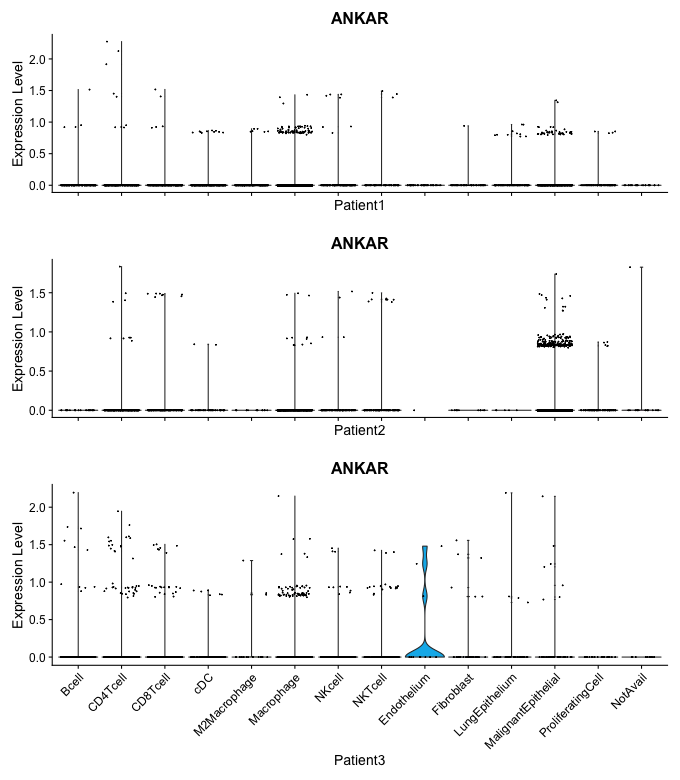 ANKAR
Expression Level
2.0
1.5
1.0
0.5
0.0
Patient1
ANKAR
Expression Level
1.5
1.0
0.5
0.0
Patient2
ANKAR
Expression Level
2.0
1.5
1.0
0.5
0.0
Bcell
CD4Tcell
CD8Tcell
cDC
M2Macrophage
Macrophage
NKcell
NKTcell
Endothelium
Fibroblast
LungEpithelium
MalignantEpithelial
ProliferatingCell
NotAvail
Patient3